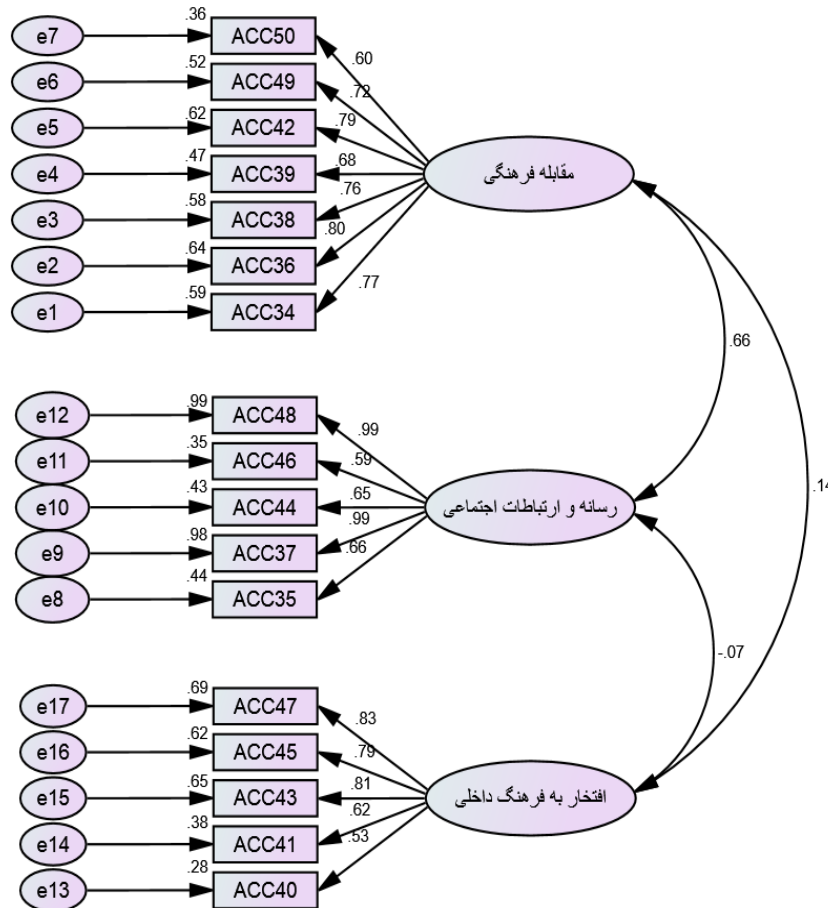 e7 .36 ACC50 .60
e6 .52 ACC49 .72
e5 .62 ACC42 .79
e4 .47 ACC39 .68 مقابله فرهنگی
e3 .58 ACC38 .76
e2 .64 ACC36 .80
e1 .59 ACC34 .77
.66
e12 .99 ACC48 .99
e11 .35 ACC46 .59
e10 .43 ACC44 .65 رسانه و ارتباطات اجتماعی
e9 .98 ACC37 .99
e8 .44 ACC35 .66
.14
-.07
e17 .69 ACC47 .83
e16 .62 ACC45 .79
e15 .65 ACC43 .81 افتخار به فرهنگ داخلی
e14 .38 ACC41 .62
e13 .28 ACC40 .53